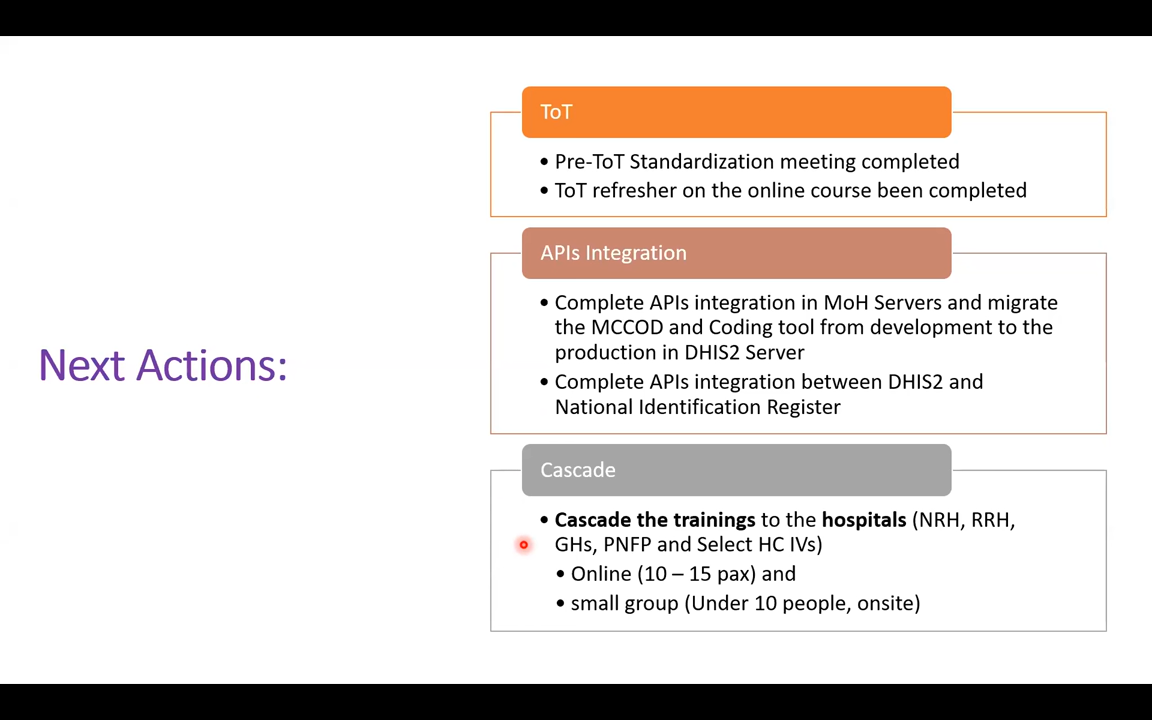 Next Actions:
ToT
• Pre-ToT Standardization meeting completed
• ToT refresher on the online course been completed
APIs Integration
• Complete APIs integration in MoH Servers and migrate
the MCCOD and Coding tool from development to the
production in DHIS2 Server
• Complete APIs integration between DHIS2 and
National Identification Register
Cascade
• Cascade the trainings to the hospitals (NRH, RRH,
GHs, PNFP and Select HC IVs)
• Online (10 – 15 pax) and
• small group (Under 10 people, onsite)